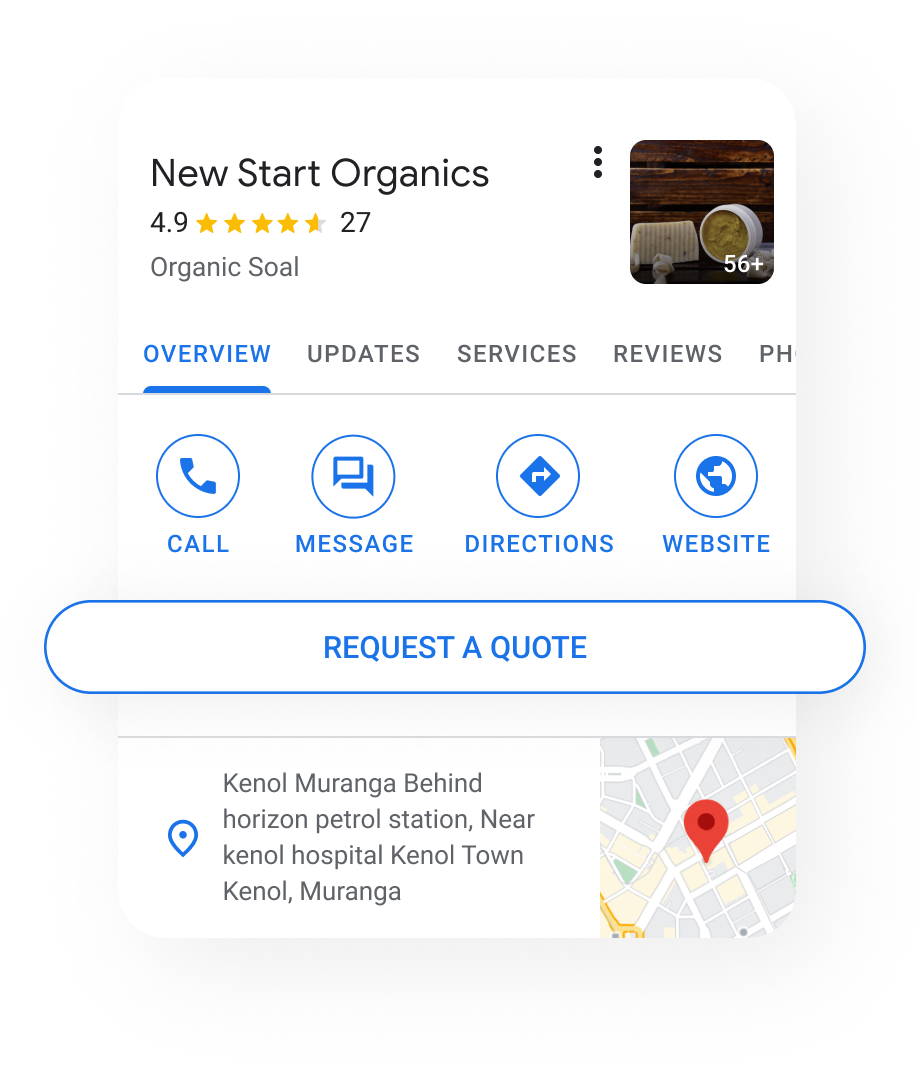 New Start Organics
4.9 27
Organic Soal
56+
OVERVIEW UPDATES SERVICES REVIEWS PH
CALL MESSAGE DIRECTIONS WEBSITE
REQUEST A QUOTE
Kenol Muranga Behind
horizon petrol station, Near
kenol hospital Kenol Town
Kenol, Muranga